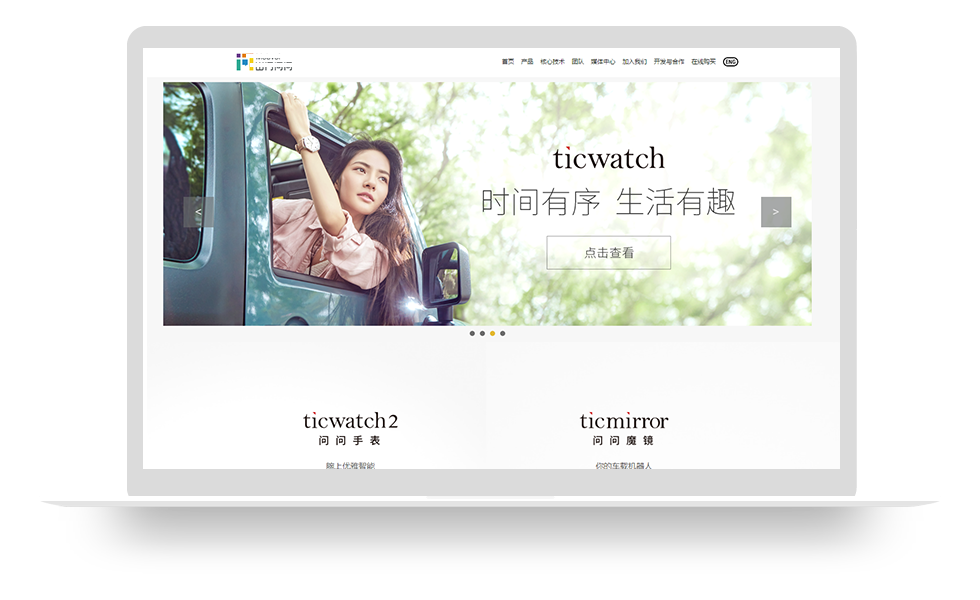 首页 产品 核心技术 团队 媒体中心 加入我们 开发与合作 在线购买 ENG
ticwatch
时间有序 生活有趣
< >
点击查看
ticwatch2 ticmirror
问问手表 问问魔镜
腕上优雅智能 你的车载机器人